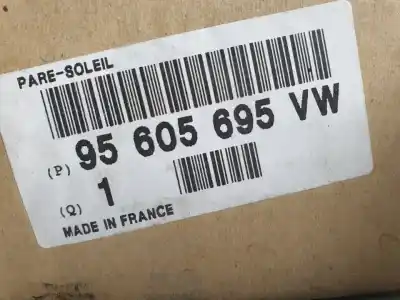 PARE-SOLEIL
(P) 95 605 695 VW
(Q) 1
MADE IN FRANCE